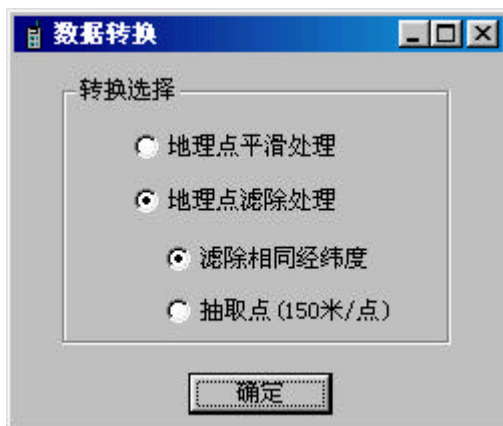 数据转换
转换选择
地理点平滑处理
地理点滤除处理
滤除相同经纬度
抽取点(150米/点)
确定